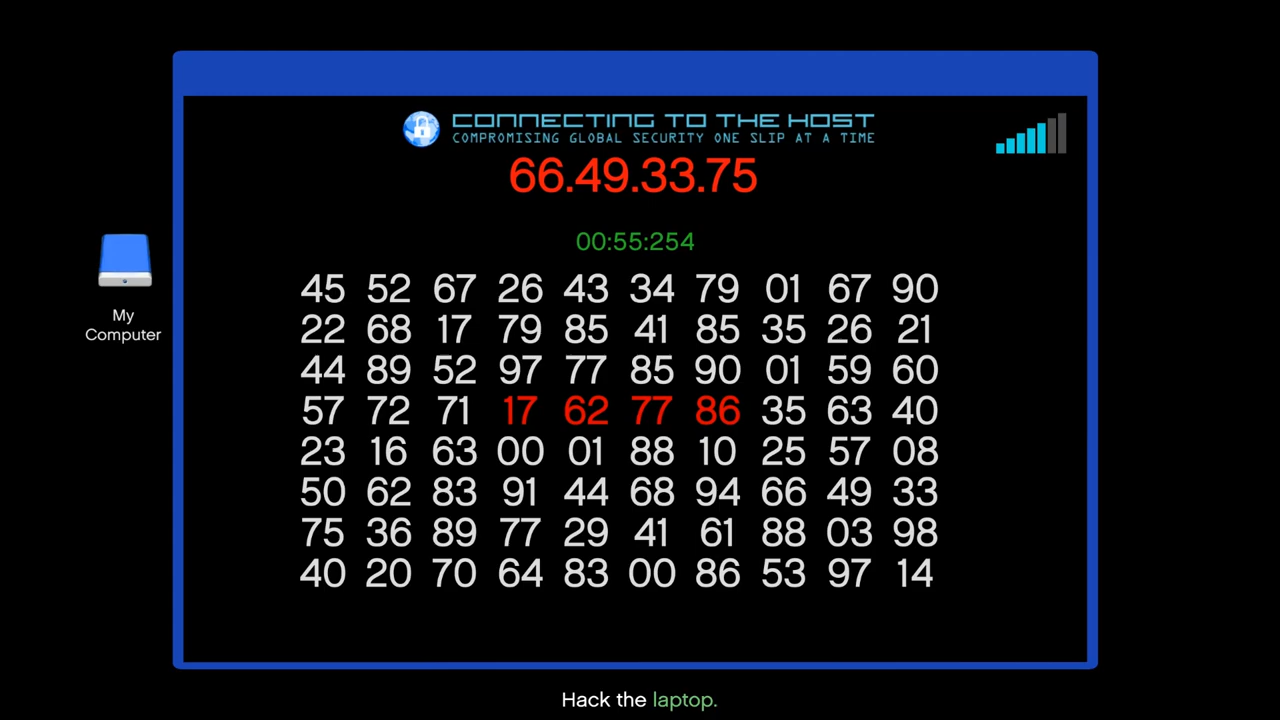 CONNECTING TO THE HOST
COMPROMISING GLOBAL SECURITY ONE SLIP AT A TIME
66.49.33.75
00:55:254
45 52 67 26 43 34 79 01 67 90
22 68 17 79 85 41 85 35 26 21
44 89 52 97 77 85 90 01 59 60
57 72 71 17 62 77 86 35 63 40
23 16 63 00 01 88 10 25 57 08
50 62 83 91 44 68 94 66 49 33
75 36 89 77 29 41 61 88 03 98
40 20 70 64 83 00 86 53 97 14
My
Computer
Hack the laptop.